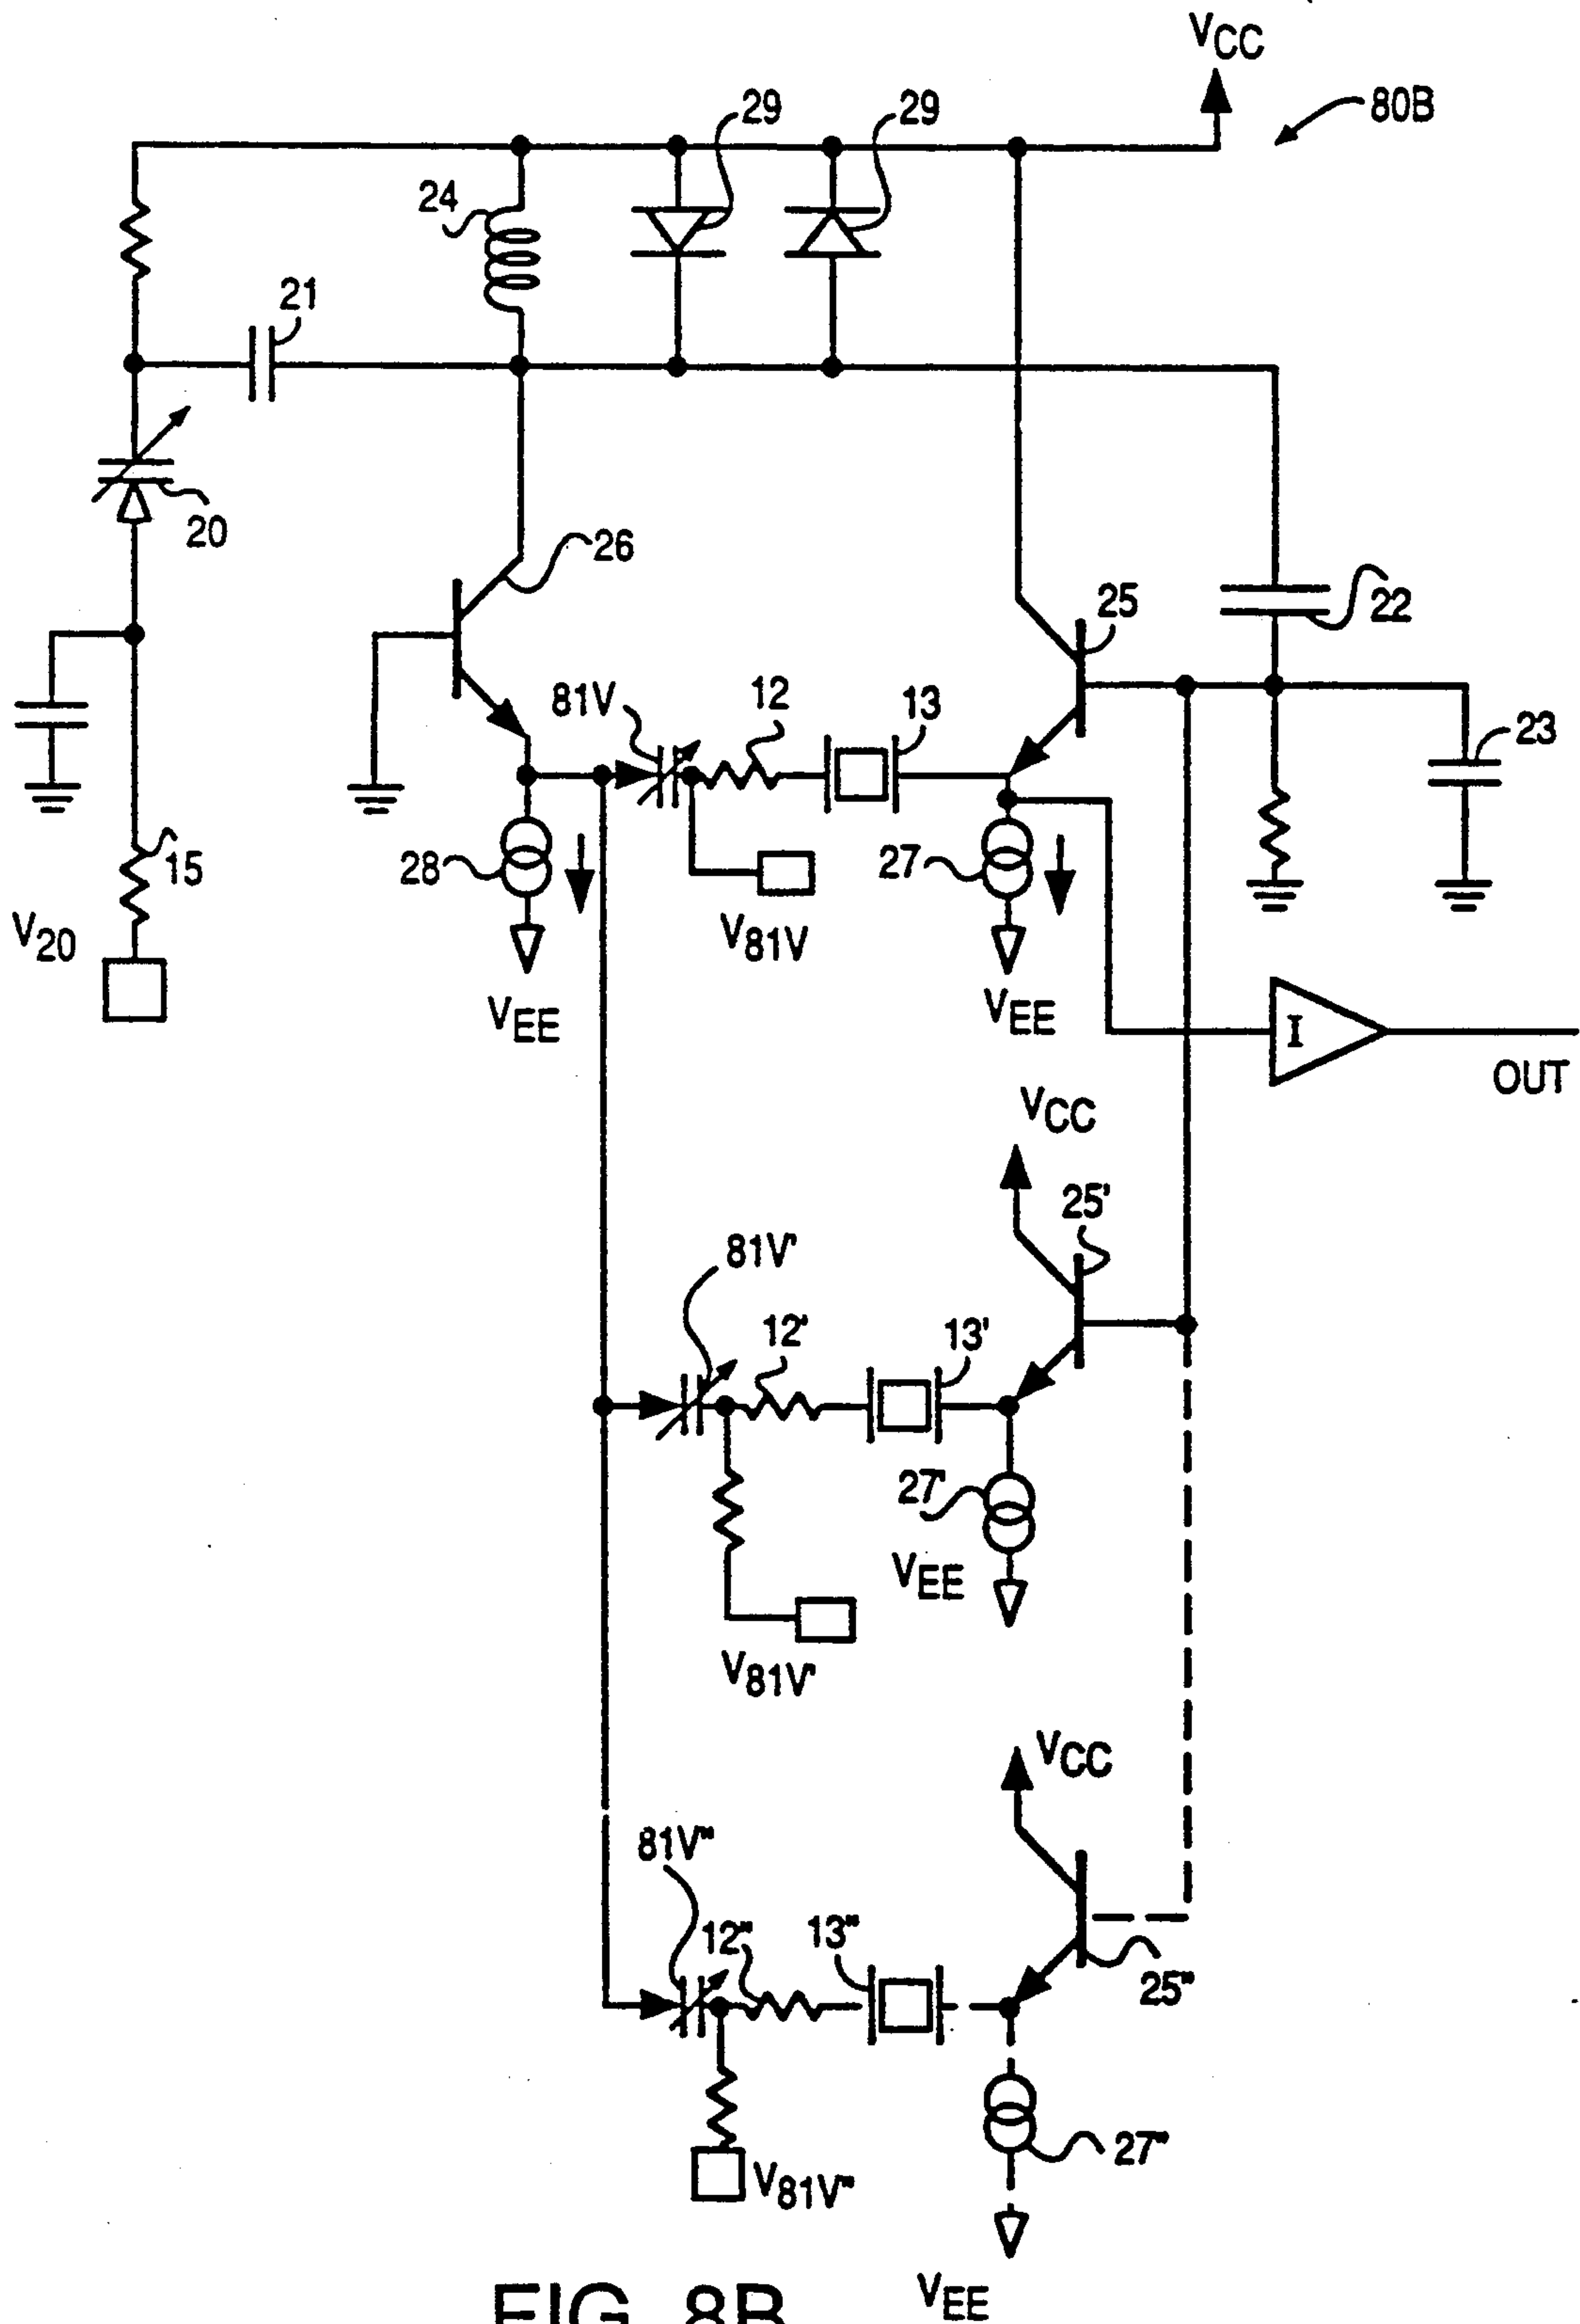 VCC
80B
29
29
24
21
20
26
25
22
81V
12
13
23
15
28
27
V20
V81V
VEE
VEE
I
OUT
VCC
25'
81V'
12'
13'
27'
VEE
V81V'
VCC
81V"
12"
13"
25"
27"
V81V"
VEE
FIG. 8B